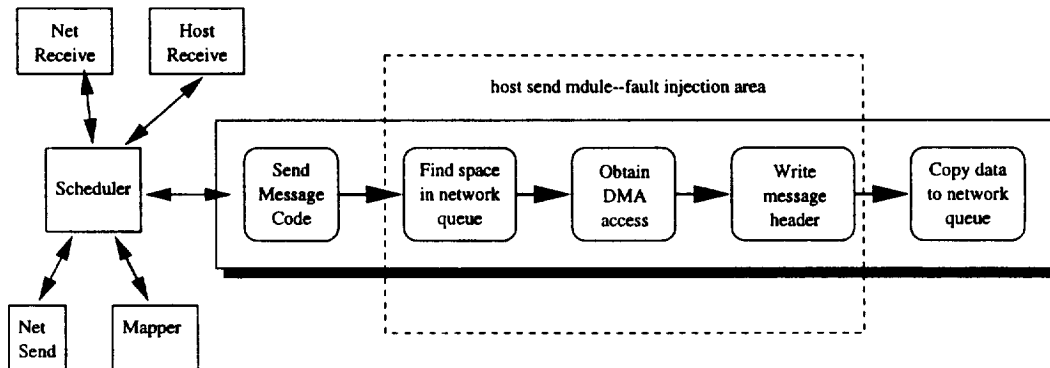 Net
Receive
Host
Receive
host send mdule--fault injection area
Scheduler
Send
Message
Code
Find space
in network
queue
Obtain
DMA
access
Write
message
header
Copy data
to network
queue
Net
Send
Mapper